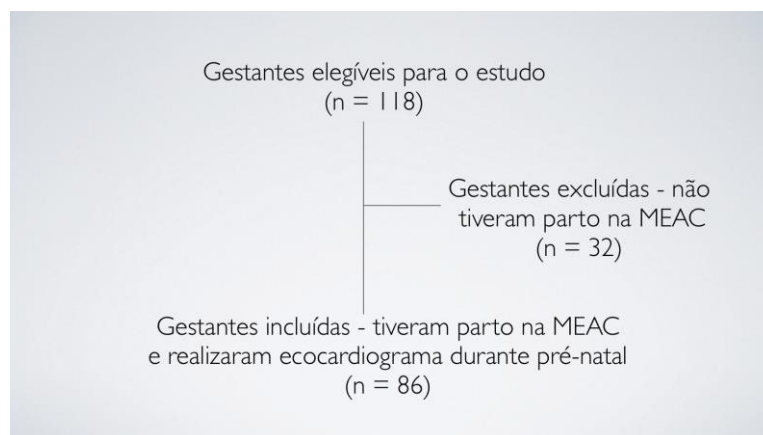 Gestantes elegíveis para o estudo
(n = 118)
Gestantes excluídas - não
tiveram parto na MEAC
(n = 32)
Gestantes incluídas - tiveram parto na MEAC
e realizaram ecocardiograma durante pré-natal
(n = 86)